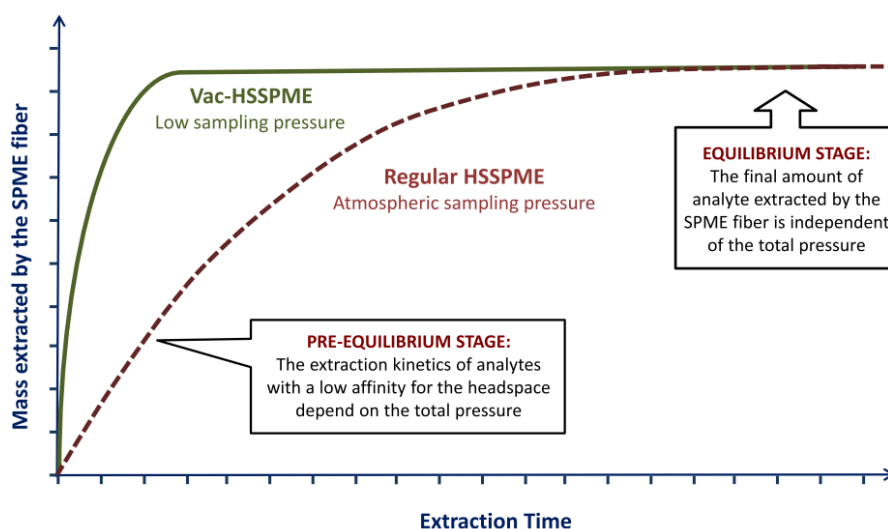 Mass extracted by the SPME fiber
Vac-HSSPME
Low sampling pressure
Regular HSSPME
Atmospheric sampling pressure
EQUILIBRIUM STAGE:
The final amount of
analyte extracted by the
SPME fiber is independent
of the total pressure
PRE-EQUILIBRIUM STAGE:
The extraction kinetics of analytes
with a low affinity for the headspace
depend on the total pressure
Extraction Time